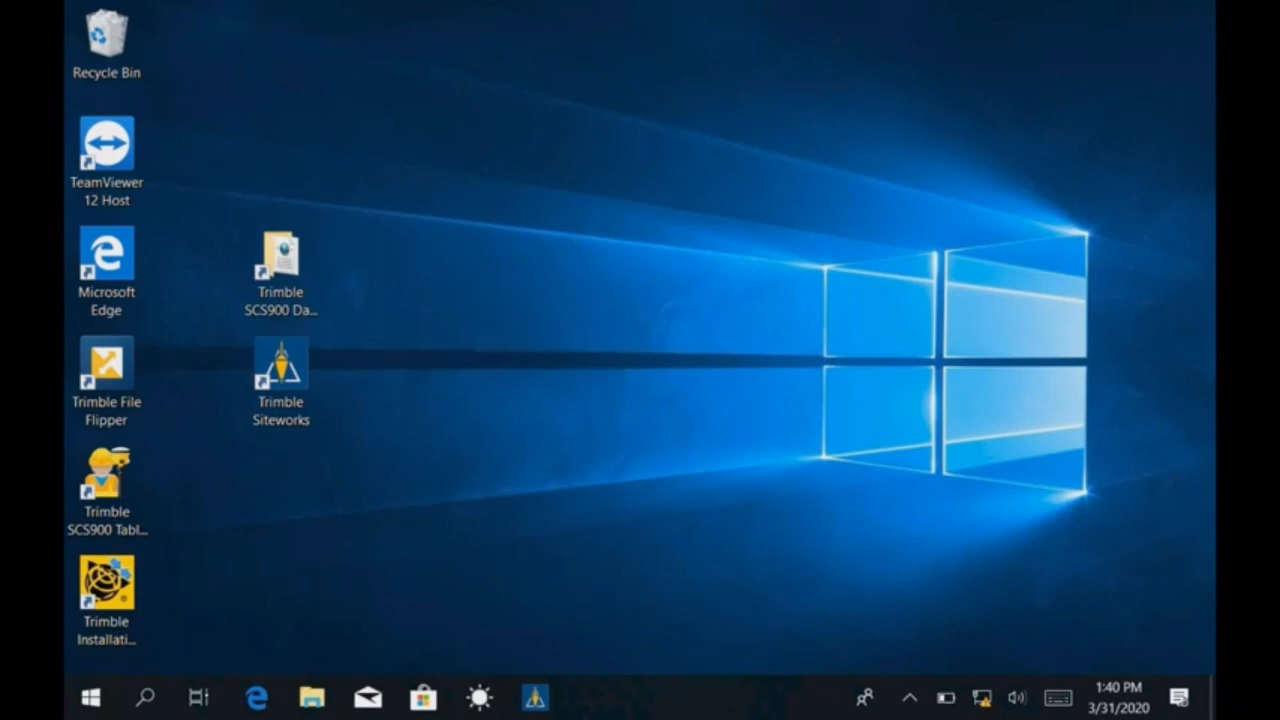 Recycle Bin
TeamViewer
12 Host
Microsoft
Edge
Trimble File
Flipper
Trimble
SCS900 Tabl...
Trimble
Installati...
Trimble
SCS900 Da...
Trimble
Siteworks
1:40 PM
3/31/2020